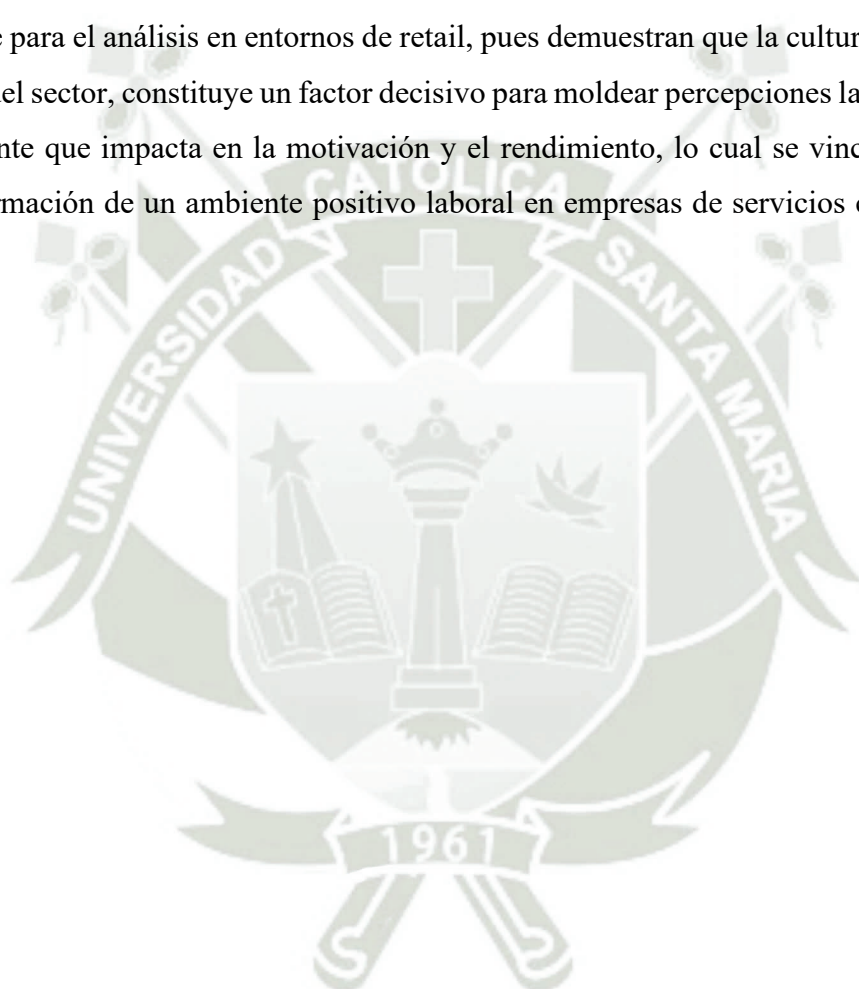 para el análisis en entornos de retail, pues demuestran que la cultur
el sector, constituye un factor decisivo para moldear percepciones la
nte que impacta en la motivación y el rendimiento, lo cual se vinc
rmación de un ambiente positivo laboral en empresas de servicios
UNIVERSIDAD CATOLICA SANTA MARIA
1961